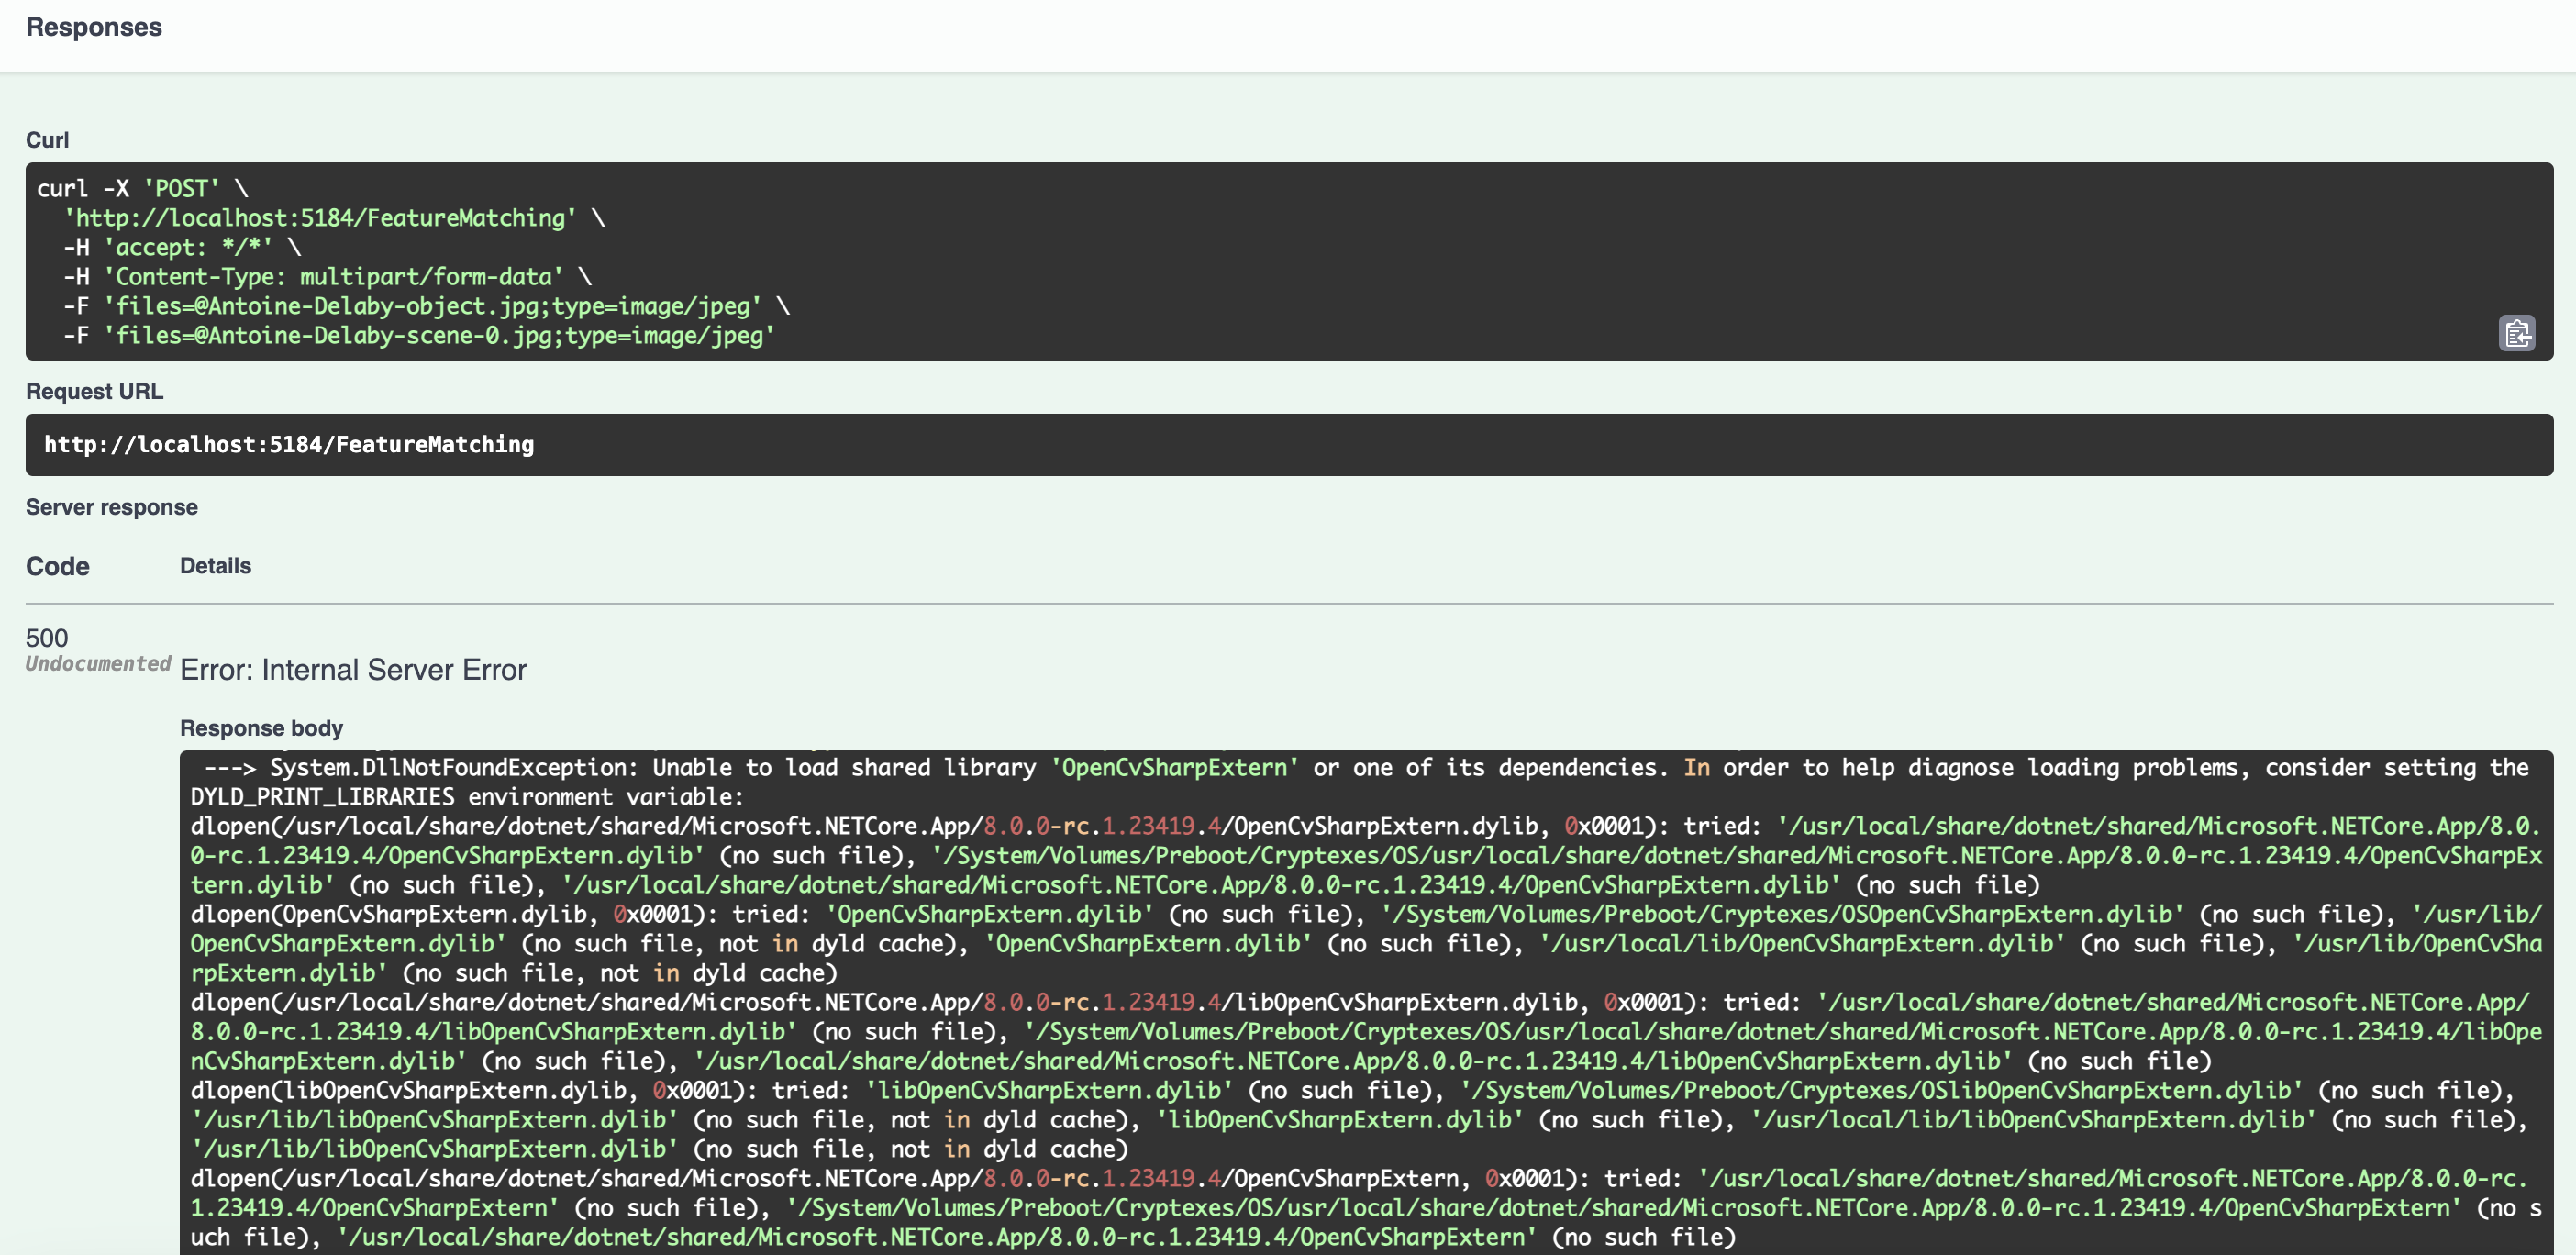 Responses
Curl
curl -X 'POST' \
'http://localhost:5184/FeatureMatching' \
-H 'accept: */*' \
-H 'Content-Type: multipart/form-data' \
-F 'files=@Antoine-Delaby-object.jpg;type=image/jpeg' \
-F 'files=@Antoine-Delaby-scene-0.jpg;type=image/jpeg'
Request URL
http://localhost:5184/FeatureMatching
Server response
Code Details
500
Undocumented Error: Internal Server Error
Response body
---> System.DllNotFoundException: Unable to load shared library 'OpenCvSharpExtern' or one of its dependencies. In order to help diagnose loading problems, consider setting the
DYLD_PRINT_LIBRARIES environment variable:
dlopen(/usr/local/share/dotnet/shared/Microsoft.NETCore.App/8.0.0-rc.1.23419.4/OpenCvSharpExtern.dylib, 0x0001): tried: '/usr/local/share/dotnet/shared/Microsoft.NETCore.App/8.0.
0-rc.1.23419.4/OpenCvSharpExtern.dylib' (no such file), '/System/Volumes/Preboot/Cryptexes/OS/usr/local/share/dotnet/shared/Microsoft.NETCore.App/8.0.0-rc.1.23419.4/OpenCvSharpEx
tern.dylib' (no such file), '/usr/local/share/dotnet/shared/Microsoft.NETCore.App/8.0.0-rc.1.23419.4/OpenCvSharpExtern.dylib' (no such file)
dlopen(OpenCvSharpExtern.dylib, 0x0001): tried: 'OpenCvSharpExtern.dylib' (no such file), '/System/Volumes/Preboot/Cryptexes/OSOpenCvSharpExtern.dylib' (no such file), '/usr/lib/
OpenCvSharpExtern.dylib' (no such file, not in dyld cache), 'OpenCvSharpExtern.dylib' (no such file), '/usr/local/lib/OpenCvSharpExtern.dylib' (no such file), '/usr/lib/OpenCvSha
rpExtern.dylib' (no such file, not in dyld cache)
dlopen(/usr/local/share/dotnet/shared/Microsoft.NETCore.App/8.0.0-rc.1.23419.4/libOpenCvSharpExtern.dylib, 0x0001): tried: '/usr/local/share/dotnet/shared/Microsoft.NETCore.App/
8.0.0-rc.1.23419.4/libOpenCvSharpExtern.dylib' (no such file), '/System/Volumes/Preboot/Cryptexes/OS/usr/local/share/dotnet/shared/Microsoft.NETCore.App/8.0.0-rc.1.23419.4/libOpe
nCvSharpExtern.dylib' (no such file), '/usr/local/share/dotnet/shared/Microsoft.NETCore.App/8.0.0-rc.1.23419.4/libOpenCvSharpExtern.dylib' (no such file)
dlopen(libOpenCvSharpExtern.dylib, 0x0001): tried: 'libOpenCvSharpExtern.dylib' (no such file), '/System/Volumes/Preboot/Cryptexes/OSlibOpenCvSharpExtern.dylib' (no such file),
'/usr/lib/libOpenCvSharpExtern.dylib' (no such file, not in dyld cache), 'libOpenCvSharpExtern.dylib' (no such file), '/usr/local/lib/libOpenCvSharpExtern.dylib' (no such file),
'/usr/lib/libOpenCvSharpExtern.dylib' (no such file, not in dyld cache)
dlopen(/usr/local/share/dotnet/shared/Microsoft.NETCore.App/8.0.0-rc.1.23419.4/OpenCvSharpExtern, 0x0001): tried: '/usr/local/share/dotnet/shared/Microsoft.NETCore.App/8.0.0-rc.
1.23419.4/OpenCvSharpExtern' (no such file), '/System/Volumes/Preboot/Cryptexes/OS/usr/local/share/dotnet/shared/Microsoft.NETCore.App/8.0.0-rc.1.23419.4/OpenCvSharpExtern' (no s
uch file), '/usr/local/share/dotnet/shared/Microsoft.NETCore.App/8.0.0-rc.1.23419.4/OpenCvSharpExtern' (no such file)